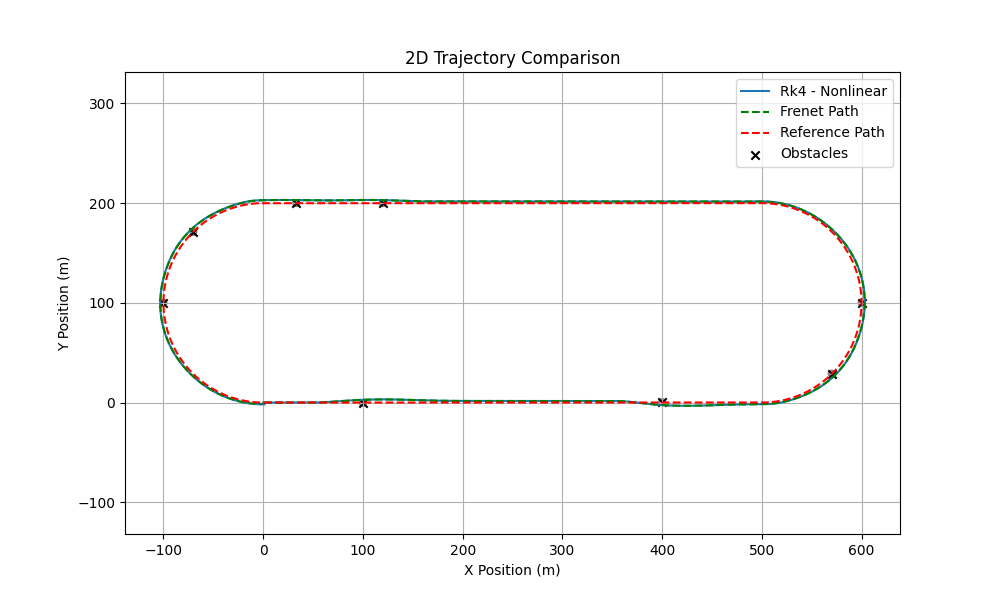 2D Trajectory Comparison
Rk4 - Nonlinear
Frenet Path
Reference Path
Obstacles
300
200
100
0
−100
Y Position (m)
−100 0 100 200 300 400 500 600
X Position (m)